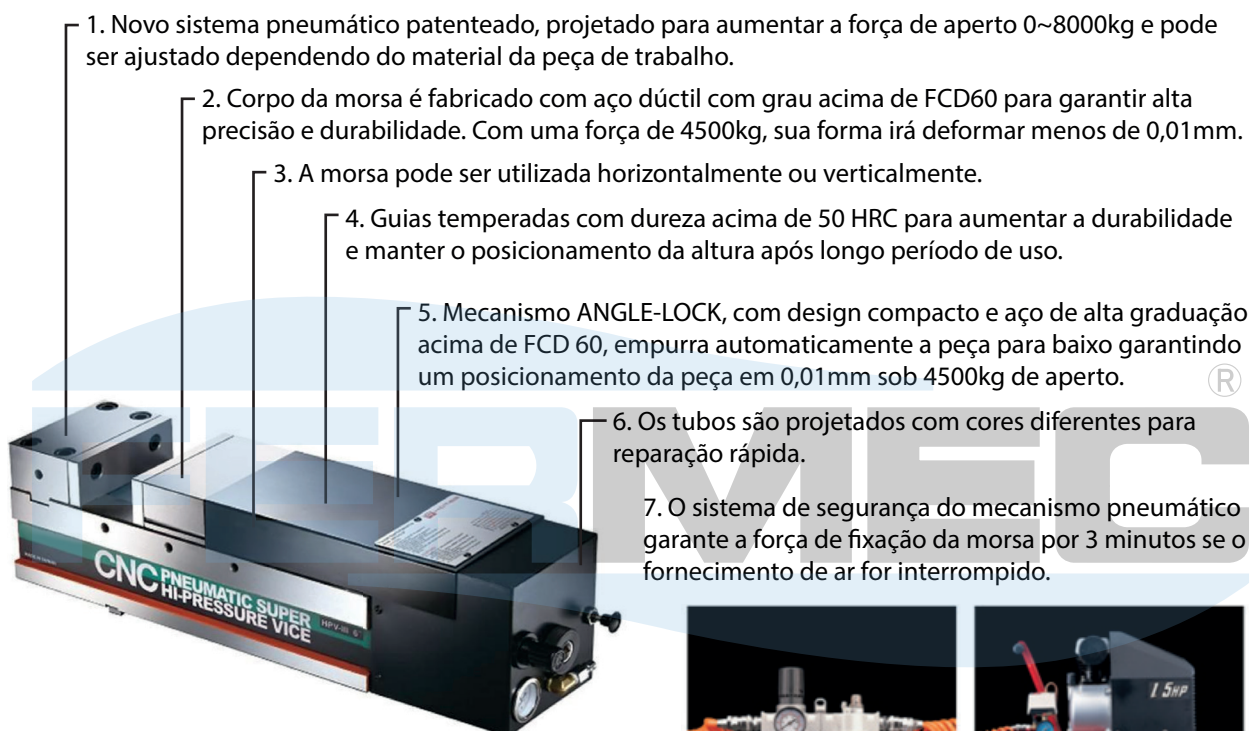 1. Novo sistema pneumático patenteado, projetado para aumentar a força de aperto 0~8000kg e pode
ser ajustado dependendo do material da peça de trabalho.
2. Corpo da morsa é fabricado com aço dúctil com grau acima de FCD60 para garantir alta
precisão e durabilidade. Com uma força de 4500kg, sua forma irá deformar menos de 0,01mm.
3. A morsa pode ser utilizada horizontalmente ou verticalmente.
4. Guias temperadas com dureza acima de 50 HRC para aumentar a durabilidade
e manter o posicionamento da altura após longo período de uso.
5. Mecanismo ANGLE-LOCK, com design compacto e aço de alta graduação
acima de FCD 60, empurra automaticamente a peça para baixo garantindo
um posicionamento da peça em 0,01mm sob 4500kg de aperto.
®
FERMEC
6. Os tubos são projetados com cores diferentes para
reparação rápida.
7. O sistema de segurança do mecanismo pneumático
garante a força de fixação da morsa por 3 minutos se o
fornecimento de ar for interrompido.
CNC PNEUMATIC SUPER
HI-PRESSURE VICE
HPV-III 6"
1.5HP